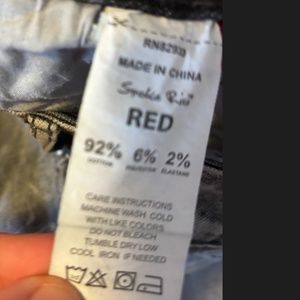 MADE IN CHINA
RED
92% 6% 2%
COTTON POLYESTER ELASTANE
CARE INSTRUCTIONS
MACHINE WASH COLD
WITH LIKE COLORS
DO NOT BLEACH
TUMBLE DRY LOW
COOL IRON IF NEEDED